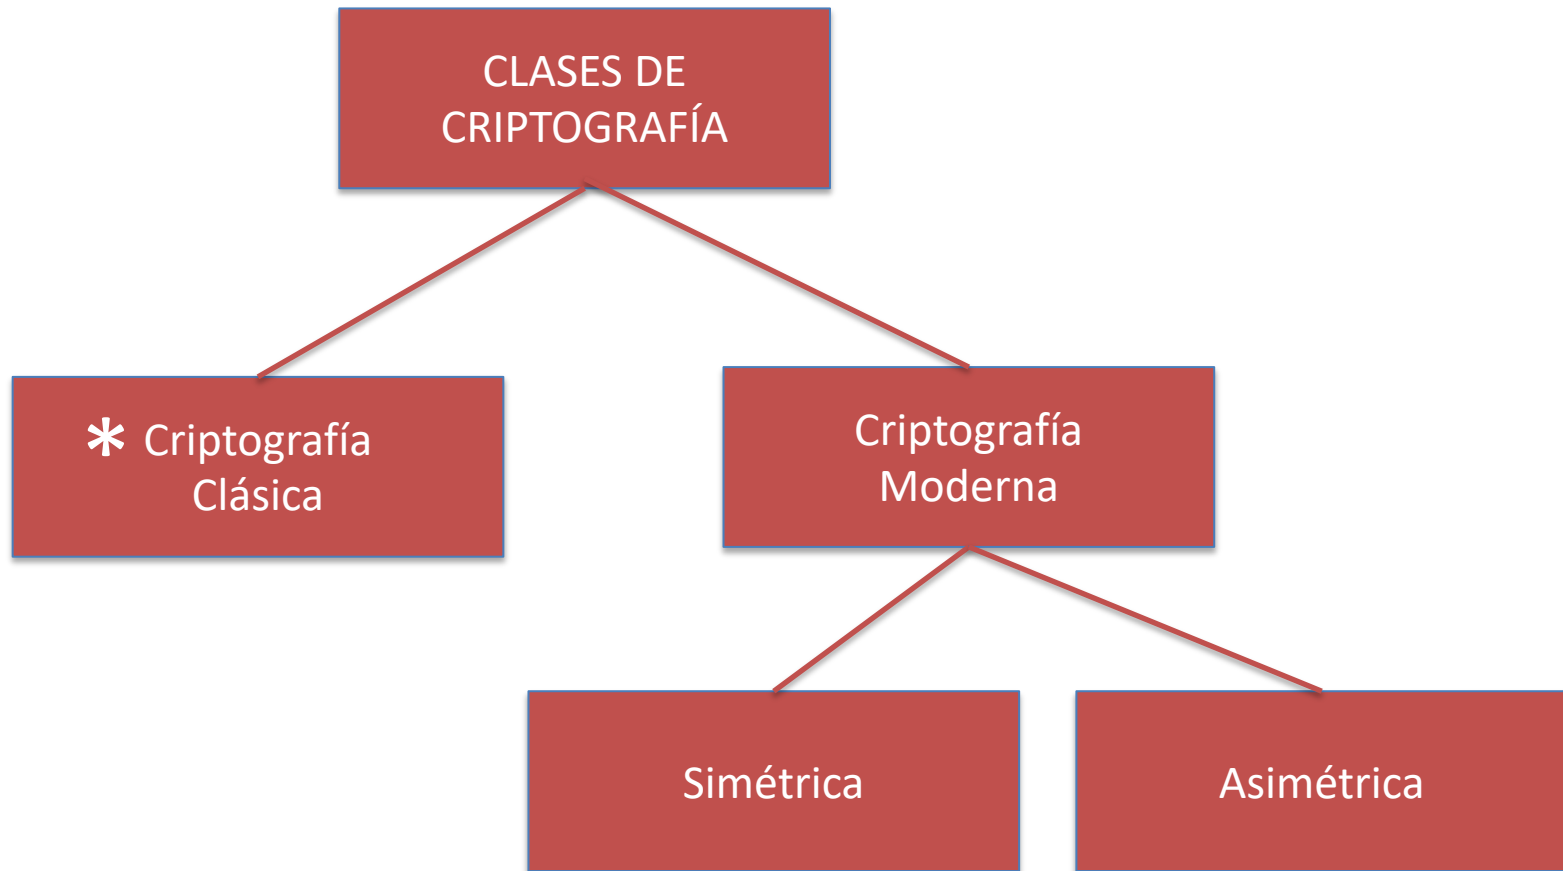 CLASES DE
CRIPTOGRAFÍA
* Criptografía
Clásica
Criptografía
Moderna
Simétrica
Asimétrica